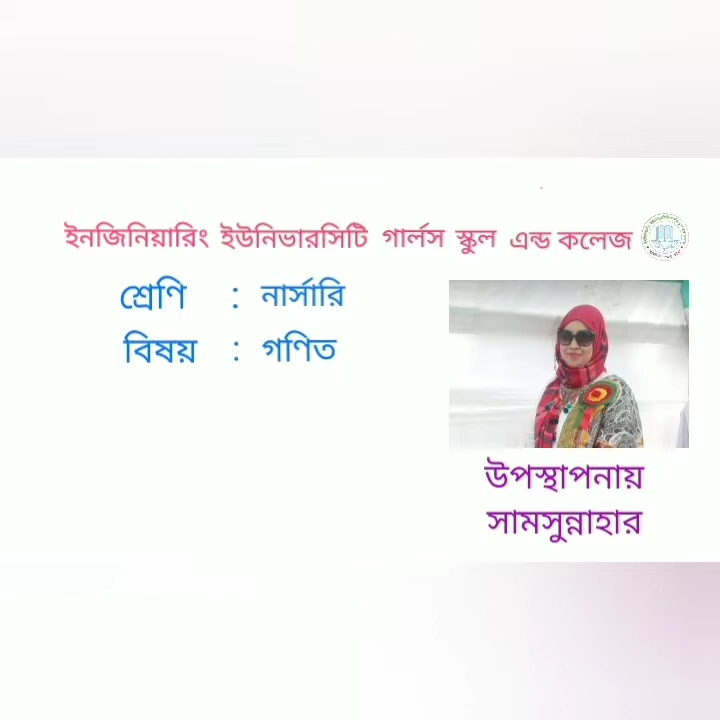 ইনজিনিয়ারিং ইউনিভারসিটি গার্লস স্কুল এন্ড কলেজ
শ্রেণি : নার্সারি
বিষয় : গণিত
উপস্থাপনায়
সামসুন্নাহার